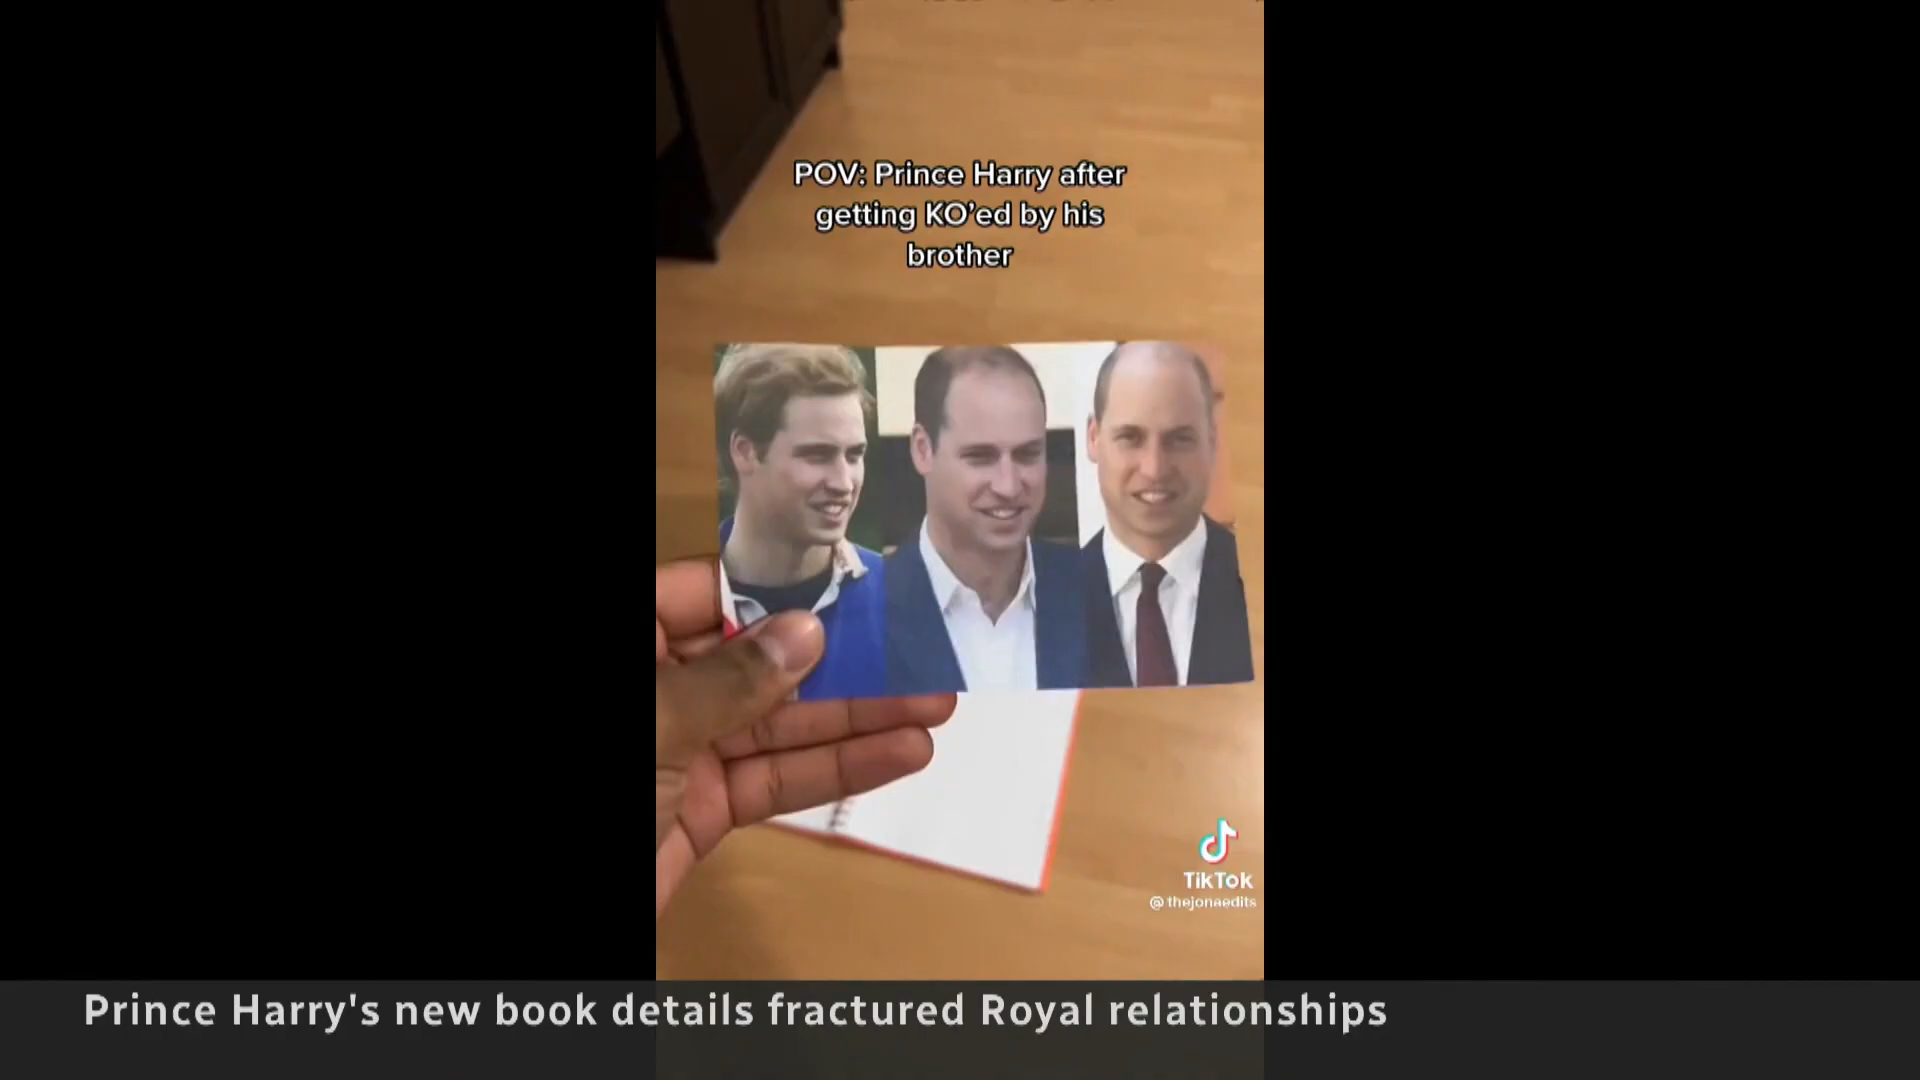 POV: Prince Harry after
getting KO'ed by his
brother
TikTok
@thejonaedits
Prince Harry's new book details fractured Royal relationships